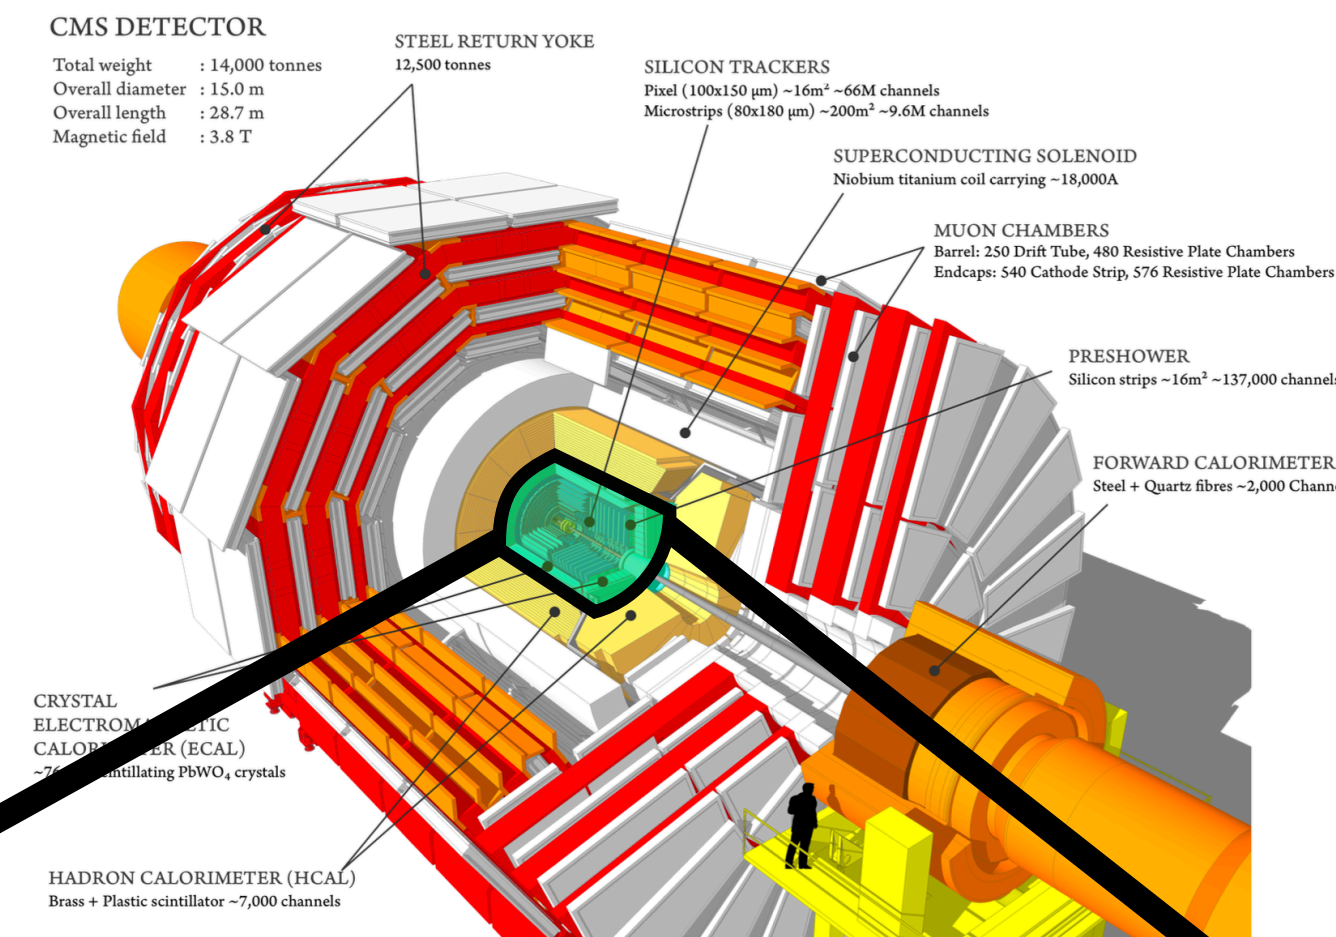 CMS DETECTOR
Total weight : 14,000 tonnes
Overall diameter : 15.0 m
Overall length : 28.7 m
Magnetic field : 3.8 T
STEEL RETURN YOKE
12,500 tonnes
SILICON TRACKERS
Pixel (100x150 μm) ~16m² ~66M channels
Microstrips (80x180 μm) ~200m² ~9.6M channels
SUPERCONDUCTING SOLENOID
Niobium titanium coil carrying ~18,000A
MUON CHAMBERS
Barrel: 250 Drift Tube, 480 Resistive Plate Chambers
Endcaps: 540 Cathode Strip, 576 Resistive Plate Chambers
PRESHOWER
Silicon strips ~16m² ~137,000 channels
FORWARD CALORIMETER
Steel + Quartz fibres ~2,000
CRYSTAL
(ECAL)
PbWO₄ crystals
HADRON CALORIMETER (HCAL)
Brass + Plastic scintillator ~7,000 channels